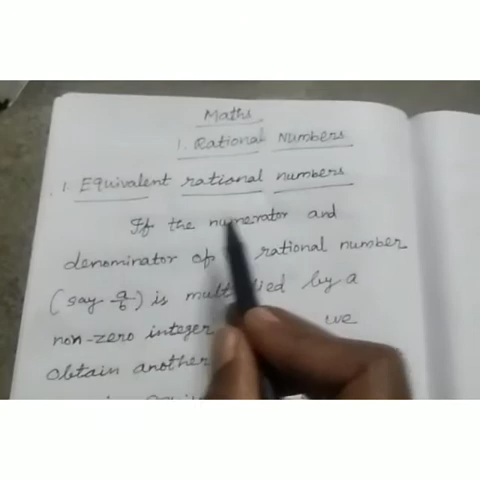 Maths
1. Rational Numbers
1. Equivalent rational numbers
If the numerator and
denominator of rational number
(say a/b) is multiplied by a
non-zero integer we
obtain another